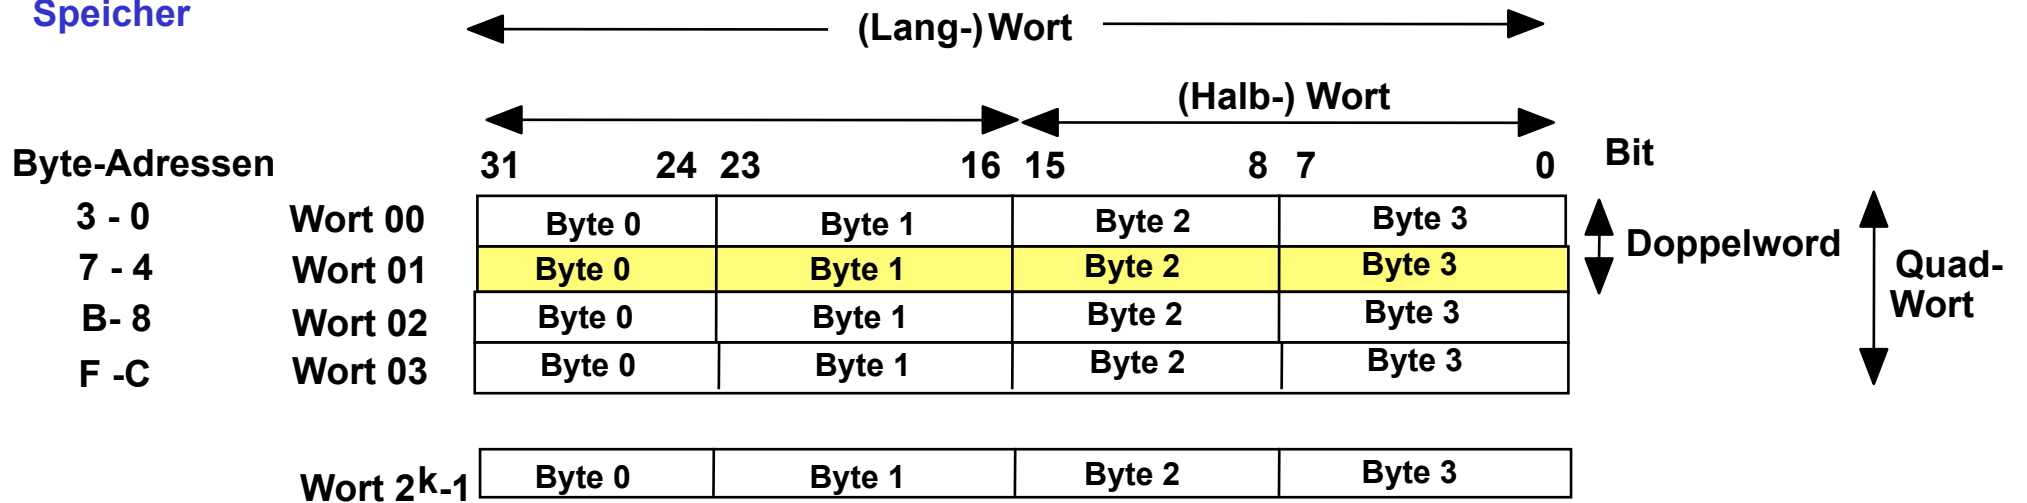 Speicher
(Lang-) Wort
(Halb-) Wort
Byte-Adressen 31 24 23 16 15 8 7 0 Bit
3 - 0 Wort 00 Byte 0 Byte 1 Byte 2 Byte 3
Doppelword
7 - 4 Wort 01 Byte 0 Byte 1 Byte 2 Byte 3
Quad-
Wort
B- 8 Wort 02 Byte 0 Byte 1 Byte 2 Byte 3
F -C Wort 03 Byte 0 Byte 1 Byte 2 Byte 3
Wort 2k-1 Byte 0 Byte 1 Byte 2 Byte 3